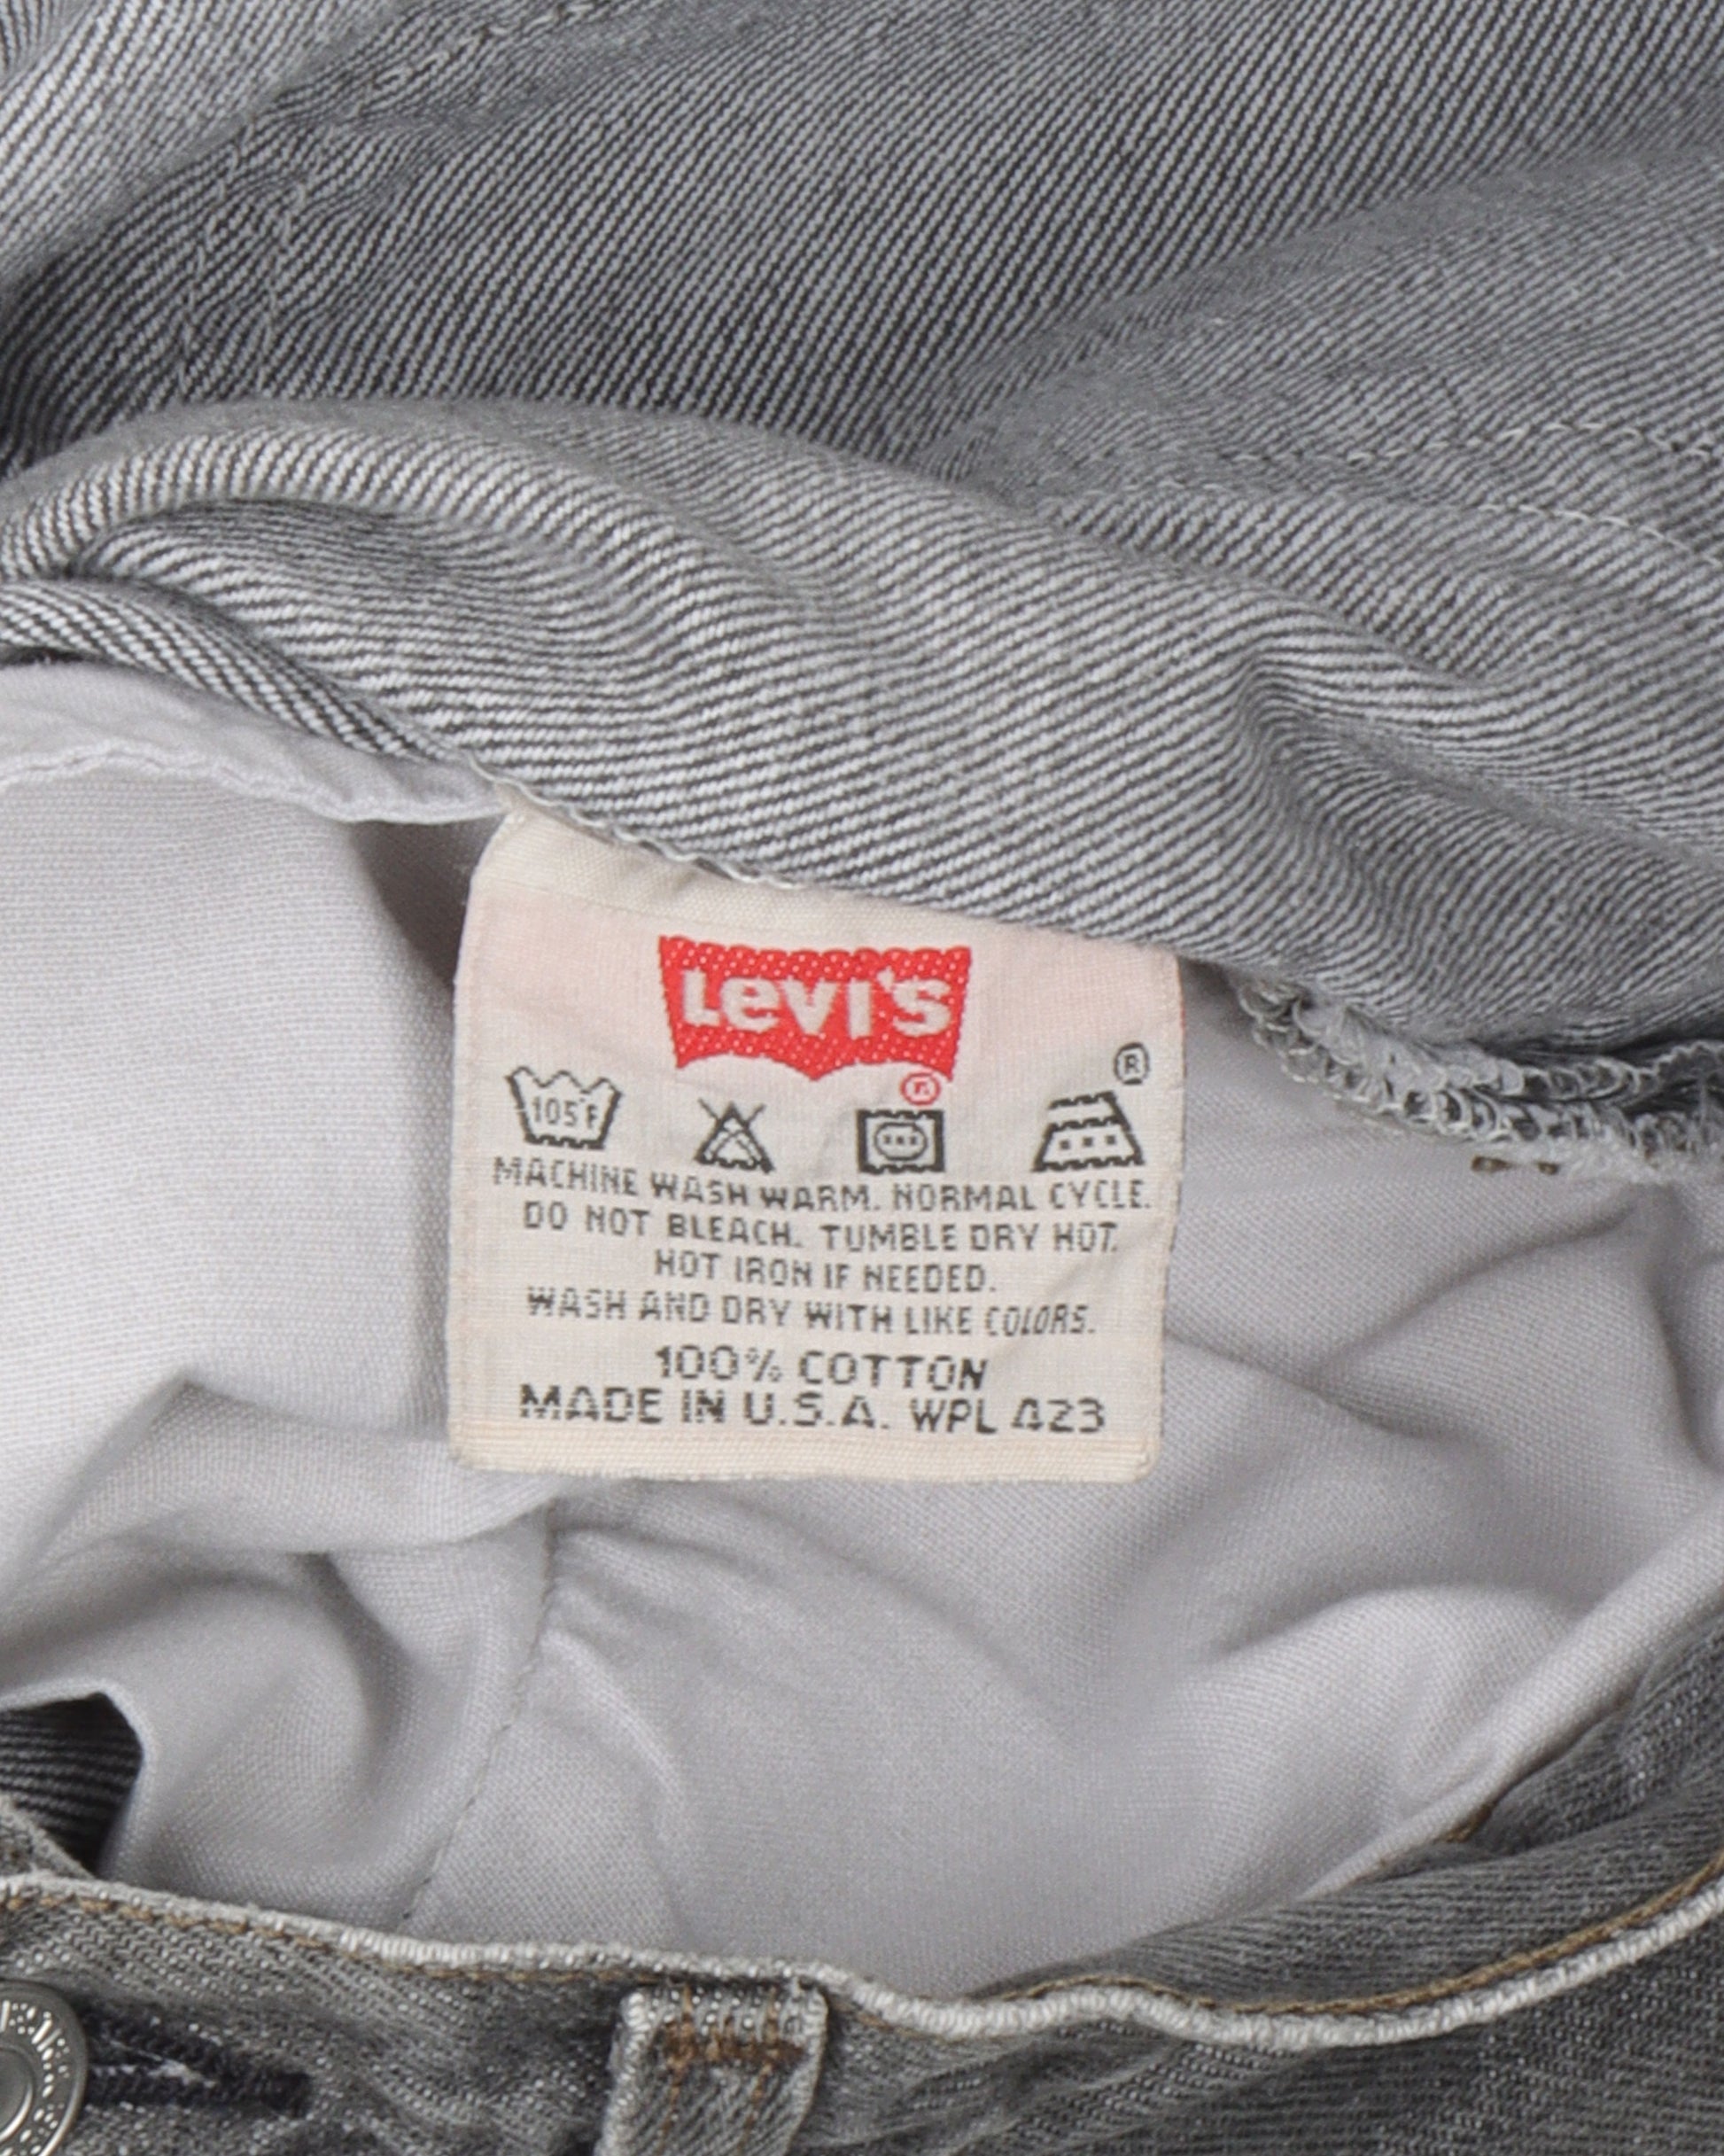 Levi's
®
®
105°F
MACHINE WASH WARM. NORMAL CYCLE.
DO NOT BLEACH. TUMBLE DRY HOT.
HOT IRON IF NEEDED.
WASH AND DRY WITH LIKE COLORS.
100% COTTON
MADE IN U.S.A. WPL 423